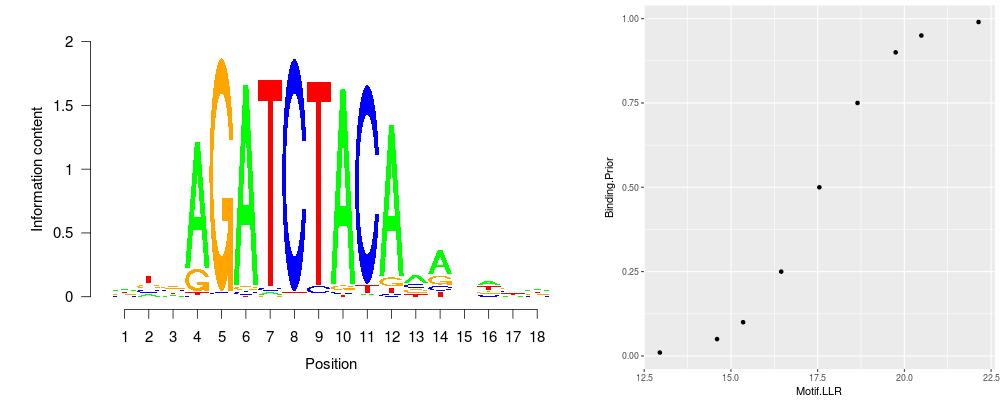 2
1.5
1
0.5
0
Information content
AGATCTACAAA
G
1 2 3 4 5 6 7 8 9 10 11 12 13 14 15 16 17 18
Position
1.00
0.75
0.50
0.25
0.00
Binding.Prior
12.5 15.0 17.5 20.0 22.5
Motif.LLR